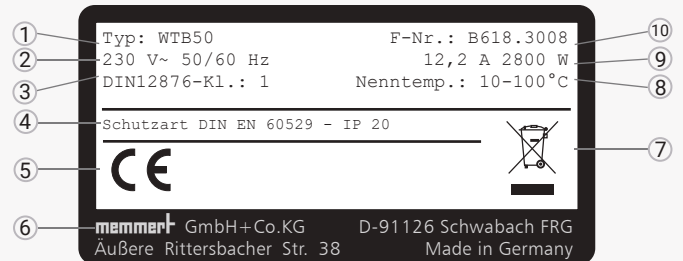 1 Typ: WTB50 F-Nr.: B618.3008 10
2 230 V~ 50/60 Hz 12,2 A 2800 W 9
3 DIN12876-Kl.: 1 Nenntemp.: 10-100°C 8
4 Schutzart DIN EN 60529 - IP 20
5 CE 7
6 memmert GmbH+Co.KG D-91126 Schwabach FRG
Äußere Rittersbacher Str. 38 Made in Germany